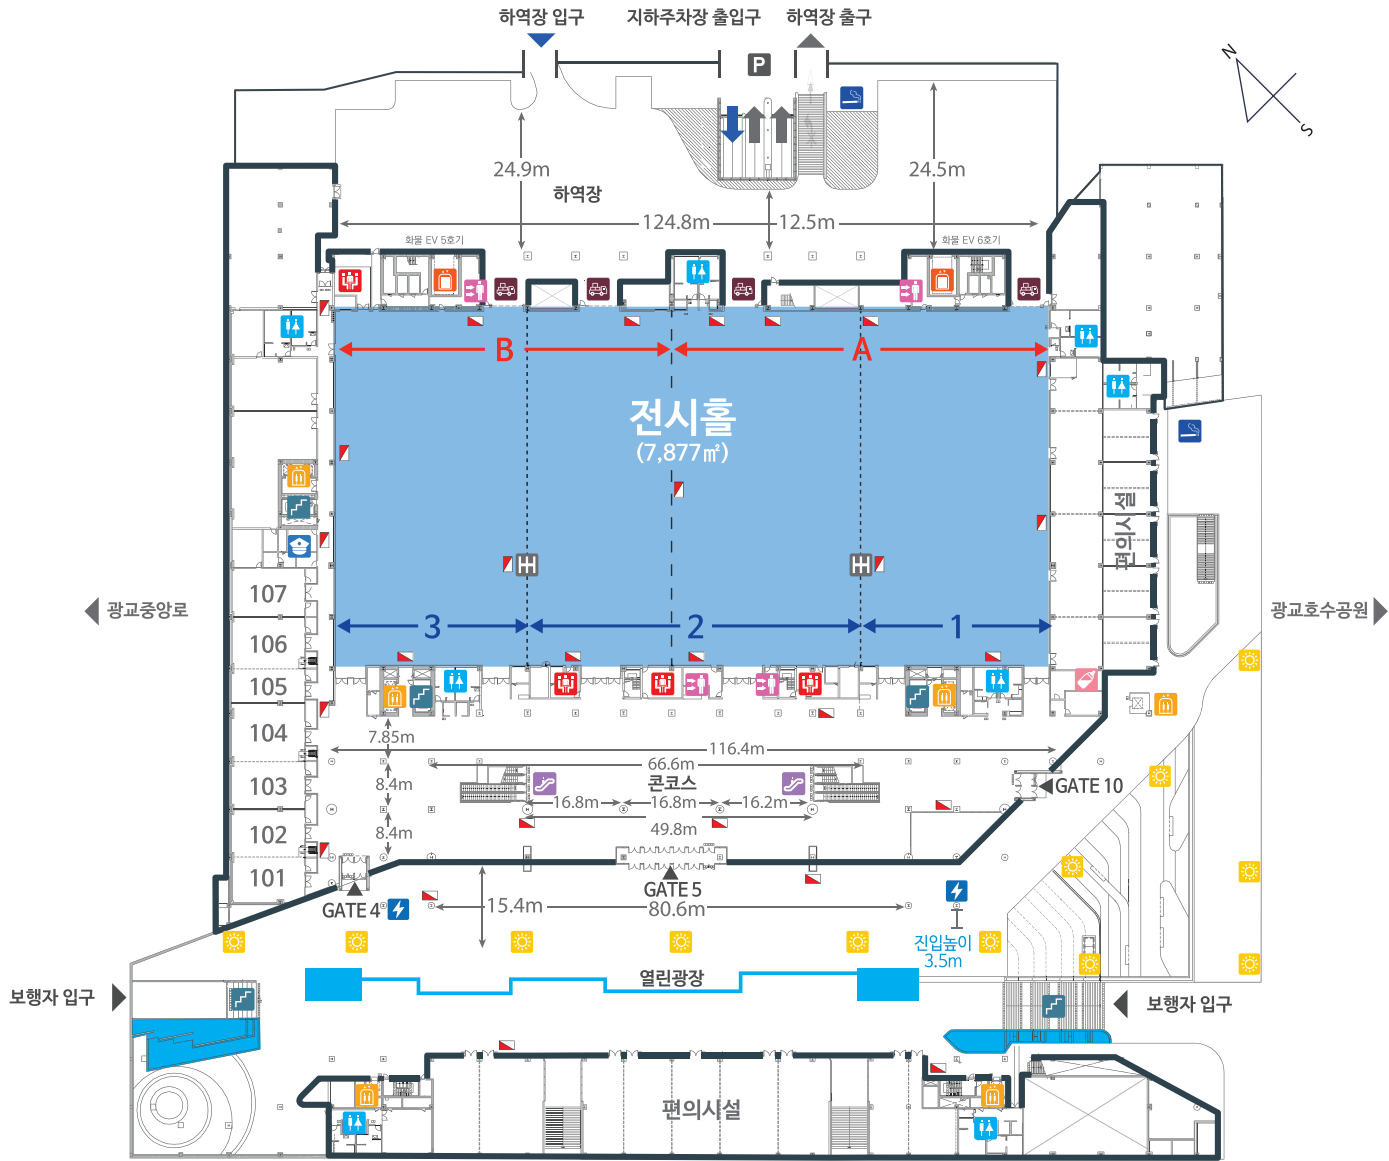 하역장 입구
지하주차장 출입구
하역장 출구
P
N
S
24.9m
24.5m
하역장
124.8m
12.5m
화물 EV 5호기
화물 EV 6호기
B
A
전시홀
(7,877㎡)
편의시설
107
106
105
104
103
102
101
광교중앙로
광교호수공원
3
2
1
7.85m
116.4m
66.6m
8.4m
콘코스
16.8m
16.8m
16.2m
8.4m
49.8m
GATE 10
GATE 4
GATE 5
15.4m
80.6m
진입높이
3.5m
열린광장
보행자 입구
보행자 입구
편의시설